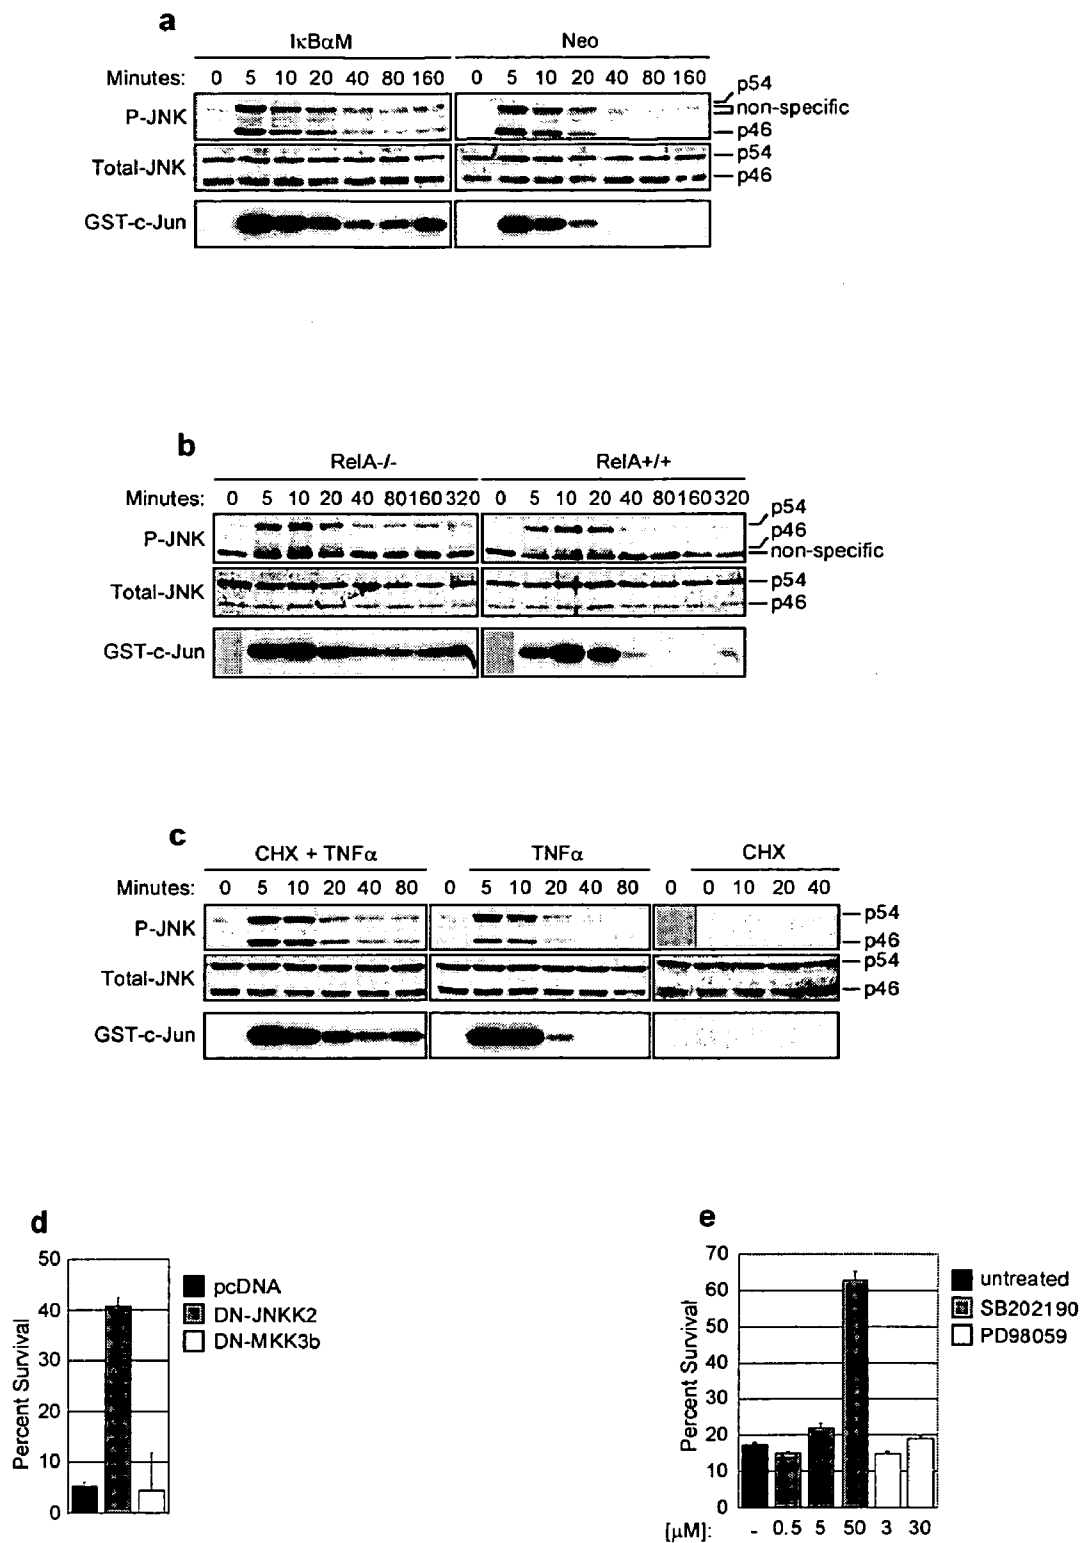 a
IκBαM Neo
Minutes: 0 5 10 20 40 80 160 0 5 10 20 40 80 160
P-JNK p54
non-specific
p46
Total-JNK p54
p46
GST-c-Jun
b
RelA-/- RelA+/+
Minutes: 0 5 10 20 40 80 160 320 0 5 10 20 40 80 160 320
P-JNK p54
p46
non-specific
Total-JNK p54
p46
GST-c-Jun
c
CHX + TNFα TNFα CHX
Minutes: 0 5 10 20 40 80 0 5 10 20 40 80 0 0 10 20 40
P-JNK p54
p46
Total-JNK p54
p46
GST-c-Jun
d
Percent Survival
50
40
30
20
10
0
pcDNA
DN-JNKK2
DN-MKK3b
e
Percent Survival
70
60
50
40
30
20
10
0
[μM]: - 0.5 5 50 3 30
untreated
SB202190
PD98059